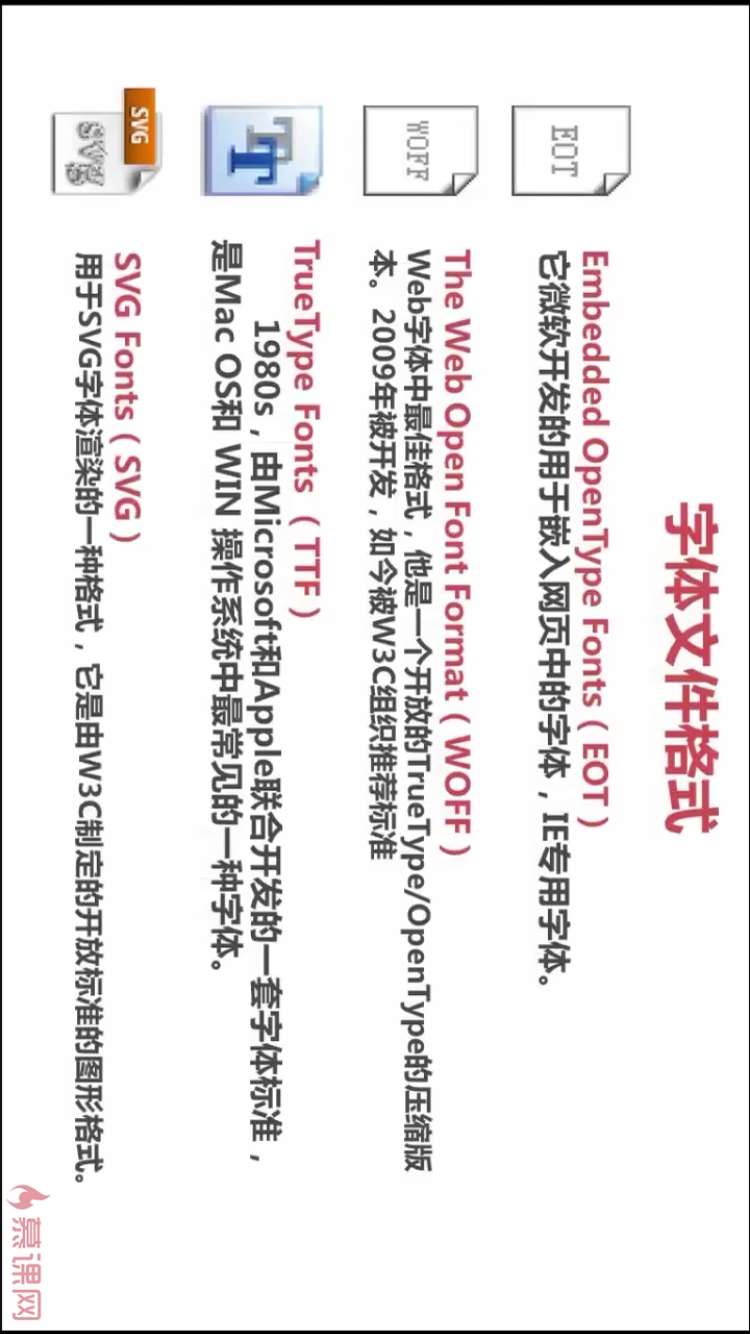 字体文件格式
EOT
Embedded OpenType Fonts（EOT）
它微软开发的用于嵌入网页中的字体，IE专用字体。
WOFF
The Web Open Font Format（WOFF）
Web字体中最佳格式，他是一个开放的TrueType/OpenType的压缩版
本。2009年被开发，如今被W3C组织推荐标准
TT
TrueType Fonts （TTF）
1980s，由Microsoft和Apple联合开发的一套字体标准，
是Mac OS和 WIN 操作系统中最常见的一种字体。
SVG
svg
SVG Fonts（SVG）
用于SVG字体渲染的一种格式，它是由W3C制定的开放标准的图形格式。
慕课网